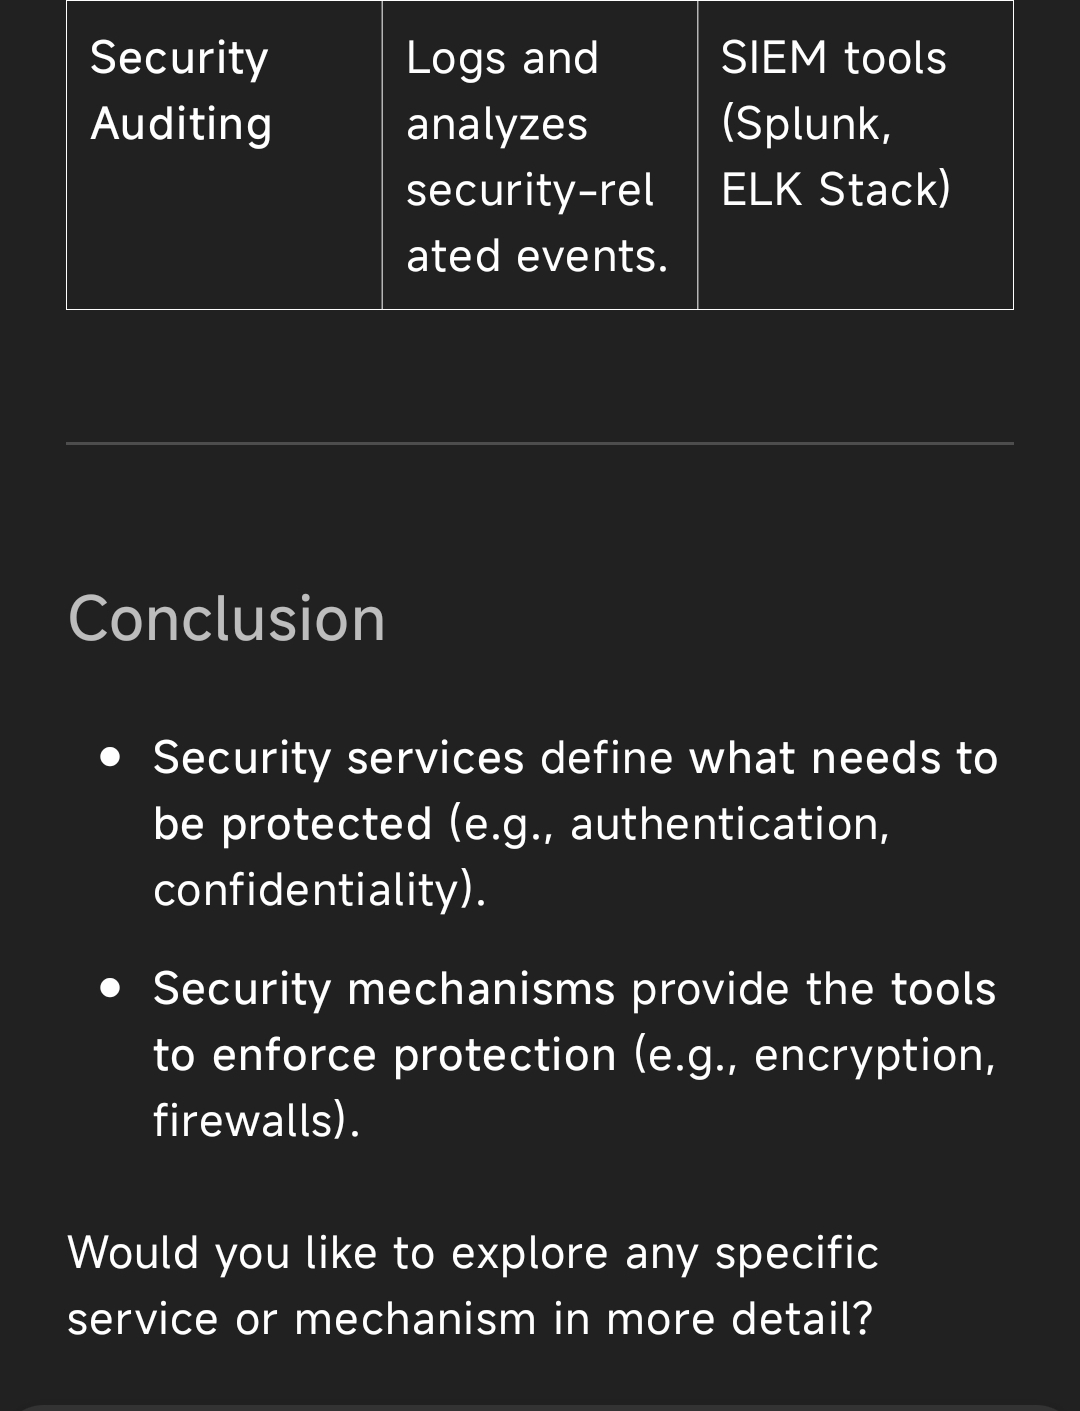 Security
Auditing
Logs and
analyzes
security-rel
ated events.
SIEM tools
(Splunk,
ELK Stack)
Conclusion
Security services define what needs to
be protected (e.g., authentication,
confidentiality).
Security mechanisms provide the tools
to enforce protection (e.g., encryption,
firewalls).
Would you like to explore any specific
service or mechanism in more detail?